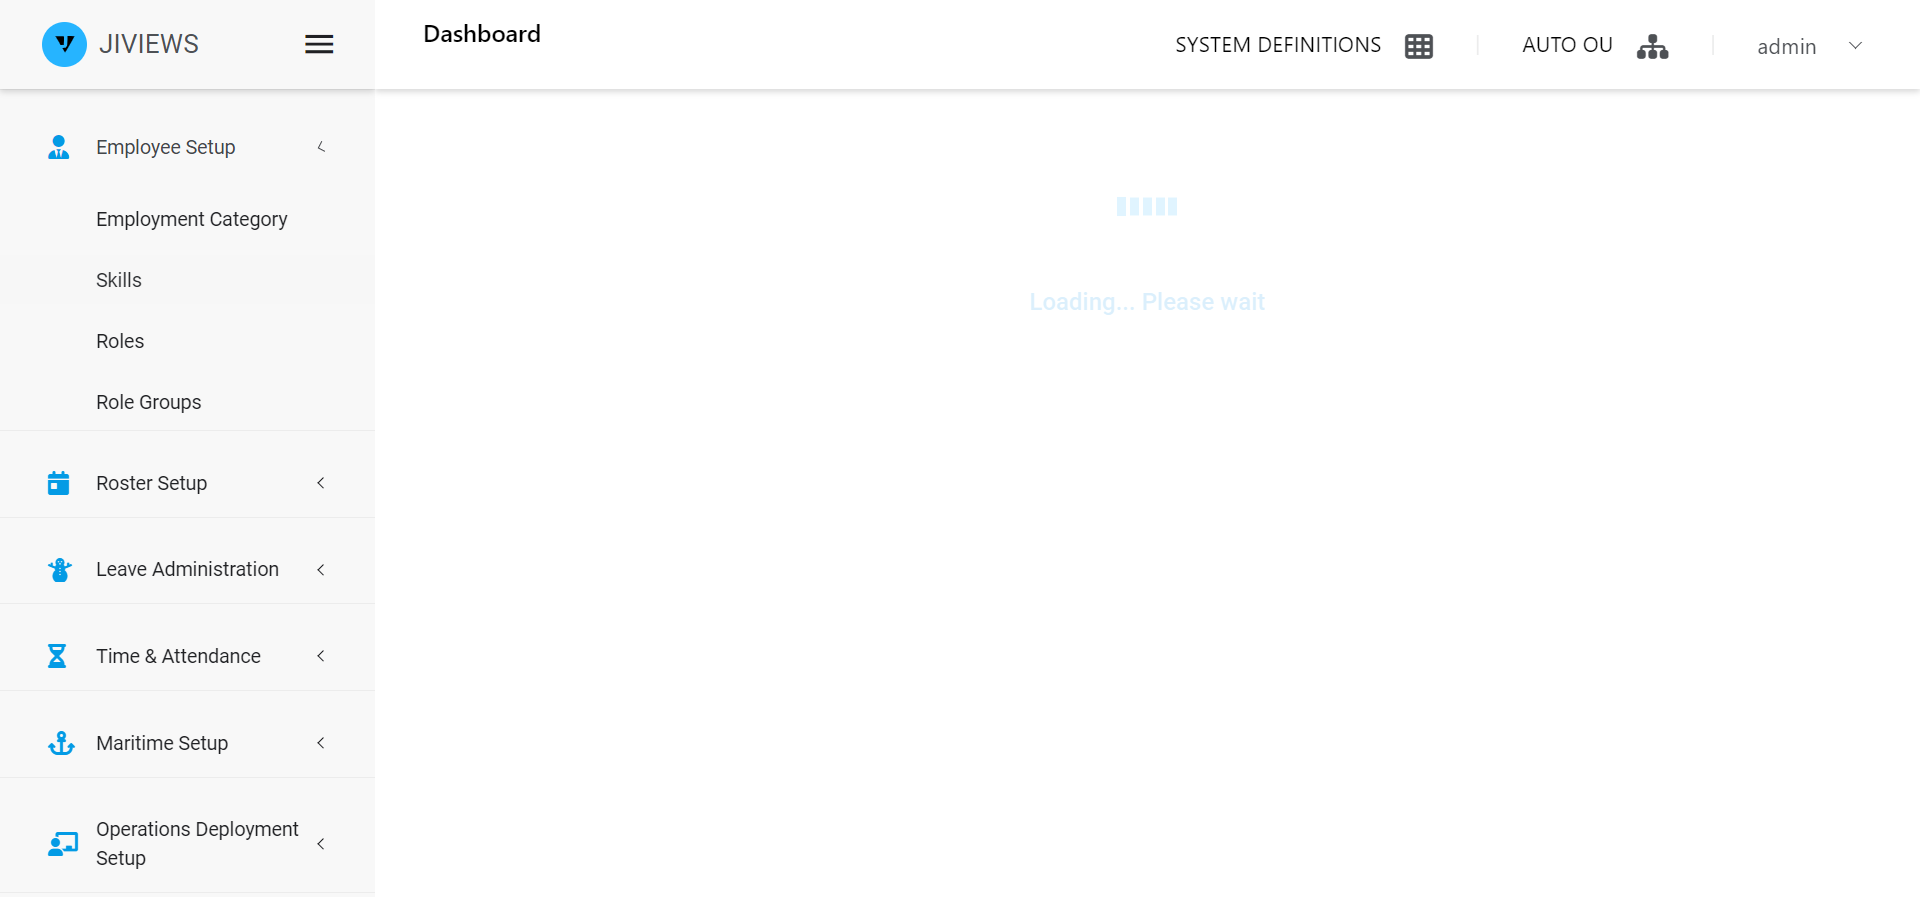 JIVIEWS
Dashboard
SYSTEM DEFINITIONS
AUTO OU
admin
Employee Setup
Employment Category
Skills
Roles
Role Groups
Roster Setup
Leave Administration
Time & Attendance
Maritime Setup
Operations Deployment
Setup
Loading... Please wait